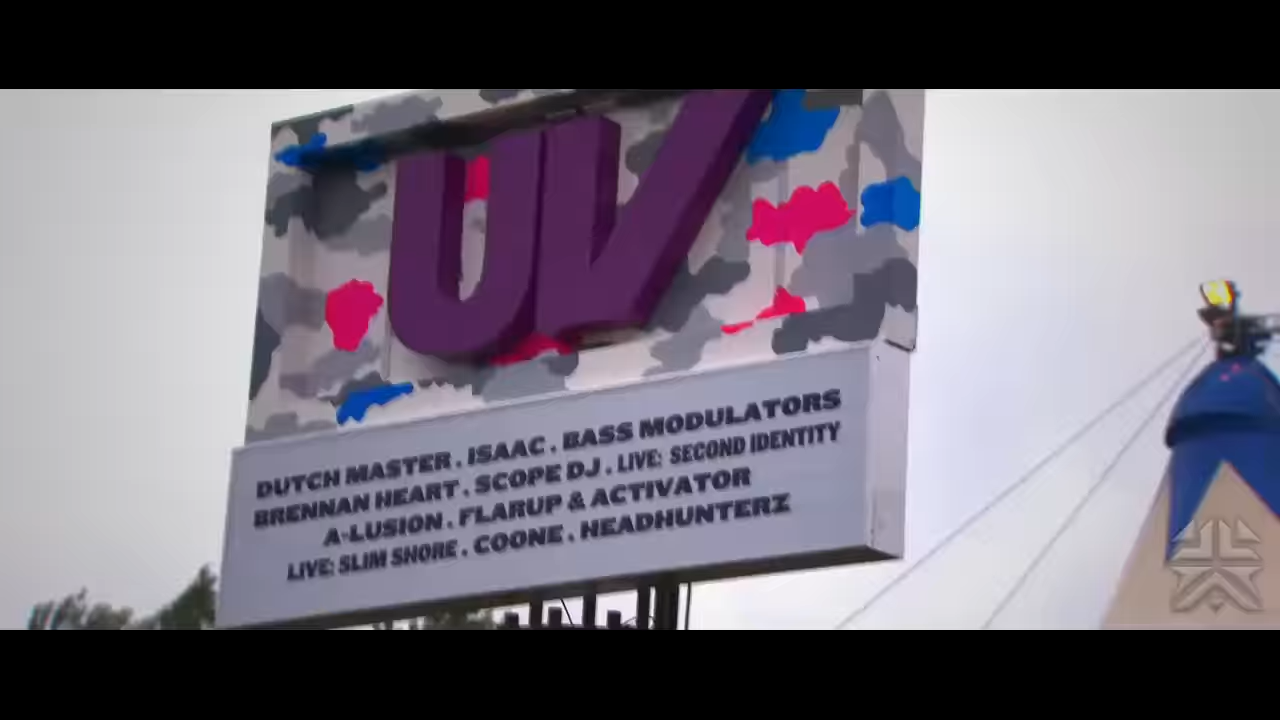 UV
DUTCH MASTER . ISAAC . BASS MODULATORS
BRENNAN HEART . SCOPE DJ . LIVE: SECOND IDENTITY
A-LUSION . FLARUP & ACTIVATOR
LIVE: SLIM SHORE . COONE . HEADHUNTERZ